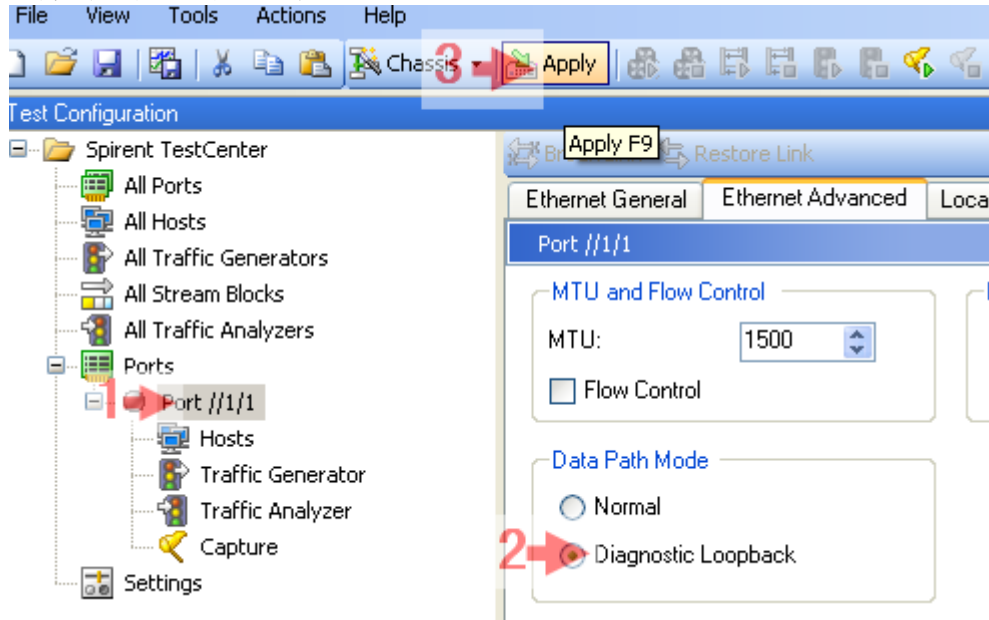 File View Tools Actions Help
Chassis 3 Apply
Test Configuration
Apply F9
Restore Link
Spirent TestCenter
All Ports
All Hosts
All Traffic Generators
All Stream Blocks
All Traffic Analyzers
Ports
1 Port //1/1
Hosts
Traffic Generator
Traffic Analyzer
Capture
Settings
Ethernet General Ethernet Advanced
Port //1/1
MTU and Flow Control
MTU: 1500
Flow Control
Data Path Mode
Normal
2 Diagnostic Loopback